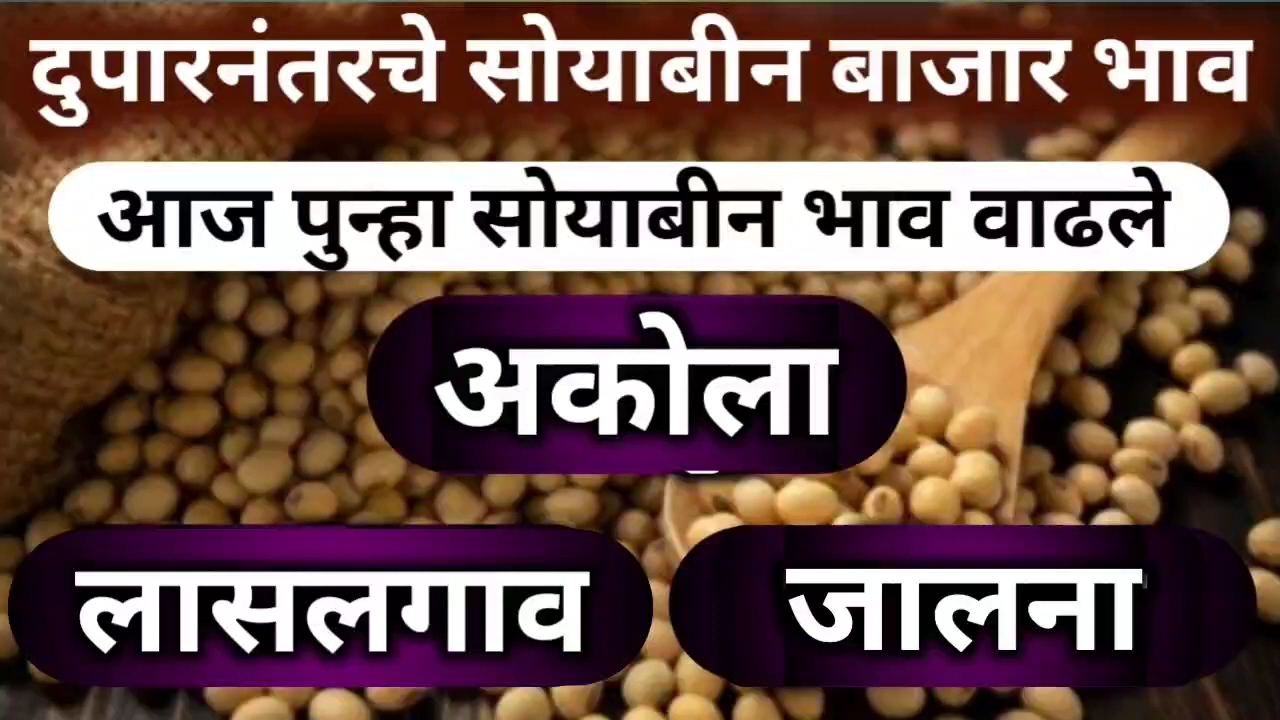 दुपारनंतरचे सोयाबीन बाजार भाव
आज पुन्हा सोयाबीन भाव वाढले
अकोला
लासलगाव
जालना